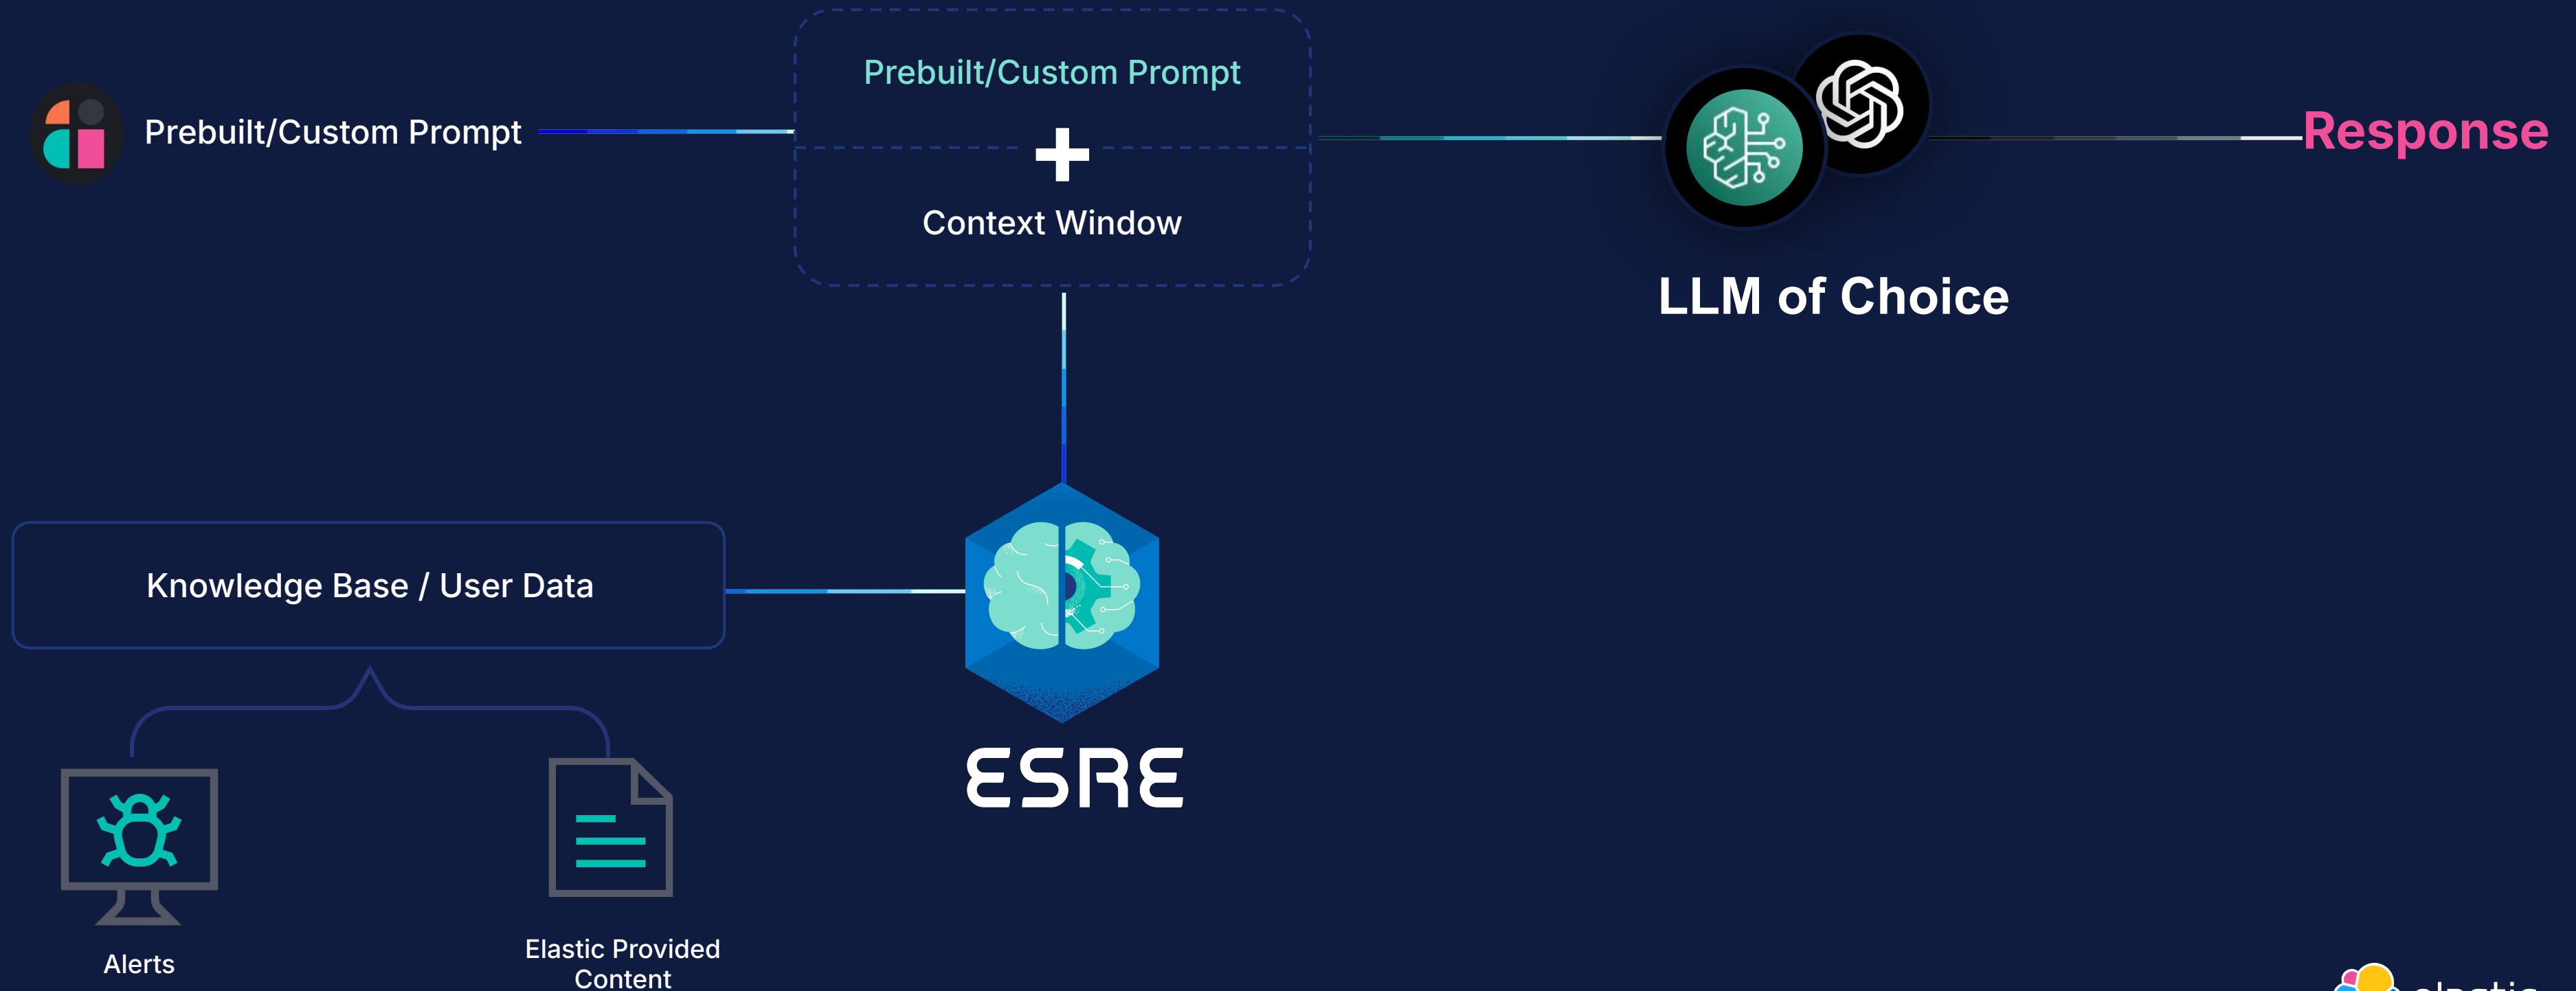 Prebuilt/Custom Prompt
Prebuilt/Custom Prompt
+
Context Window
LLM of Choice
Response
Knowledge Base / User Data
ESRE
Alerts
Elastic Provided
Content
elastic